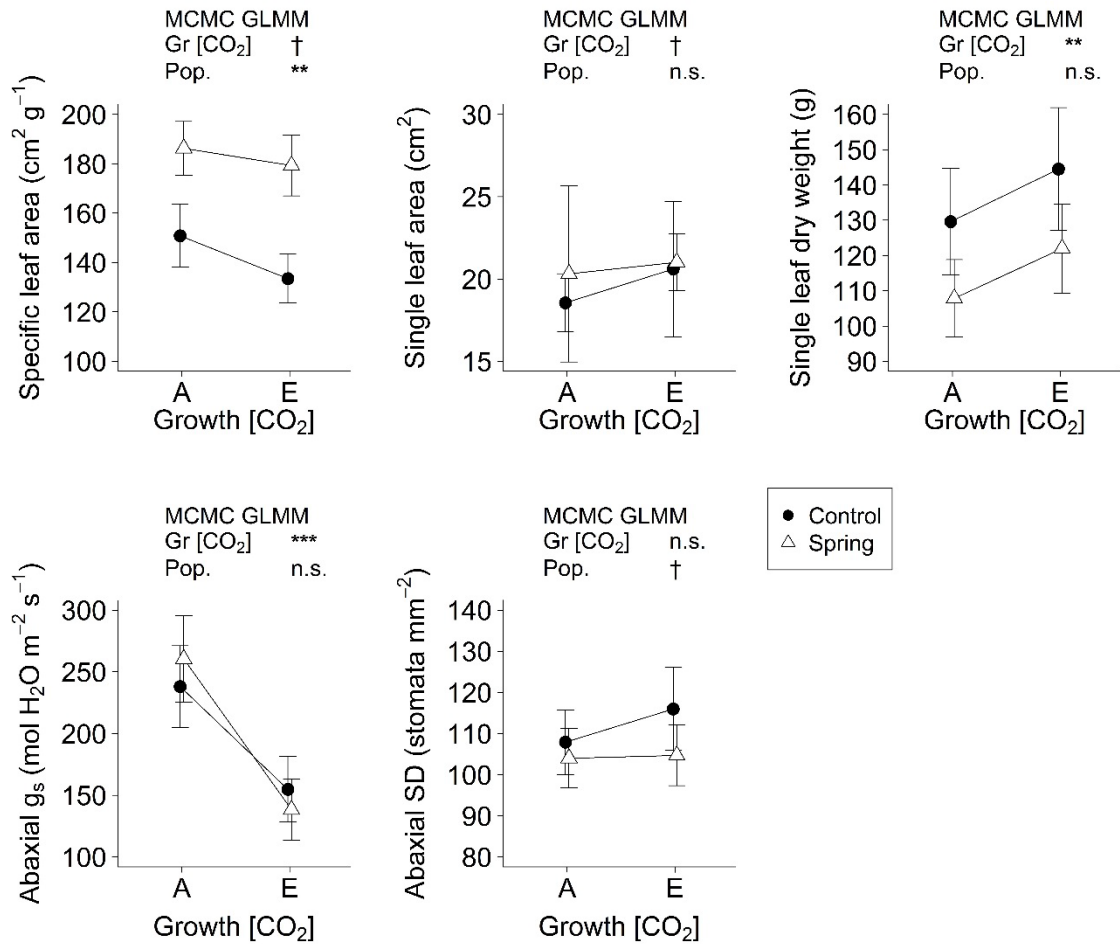 MCMC GLMM
Gr [CO₂] †
Pop. **
Specific leaf area (cm² g⁻¹)
200
180
160
140
120
100
A E
Growth [CO₂]
MCMC GLMM
Gr [CO₂] †
Pop. n.s.
Single leaf area (cm²)
30
25
20
15
A E
Growth [CO₂]
MCMC GLMM
Gr [CO₂] **
Pop. n.s.
Single leaf dry weight (g)
160
150
140
130
120
110
100
90
A E
Growth [CO₂]
MCMC GLMM
Gr [CO₂] ***
Pop. n.s.
Abaxial gₛ (mol H₂O m⁻² s⁻¹)
300
250
200
150
100
A E
Growth [CO₂]
MCMC GLMM
Gr [CO₂] n.s.
Pop. †
Abaxial SD (stomata mm⁻²)
140
130
120
110
100
90
80
A E
Growth [CO₂]
Control
Spring